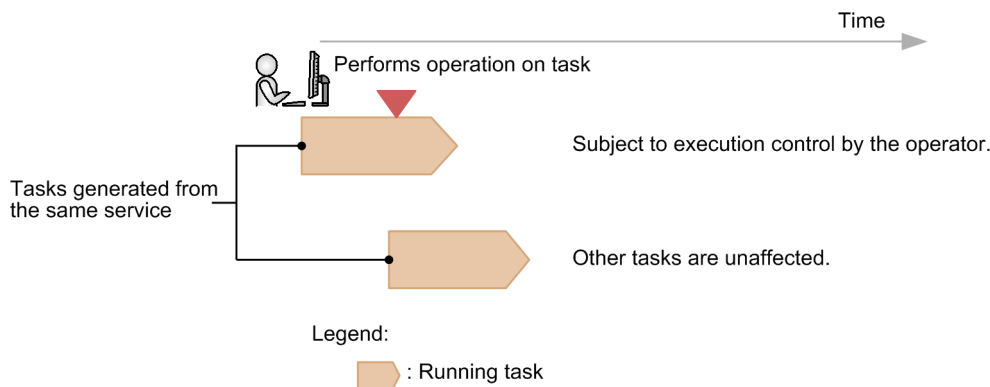 Time
Performs operation on task
Subject to execution control by the operator.
Tasks generated from
the same service
Other tasks are unaffected.
Legend:
: Running task